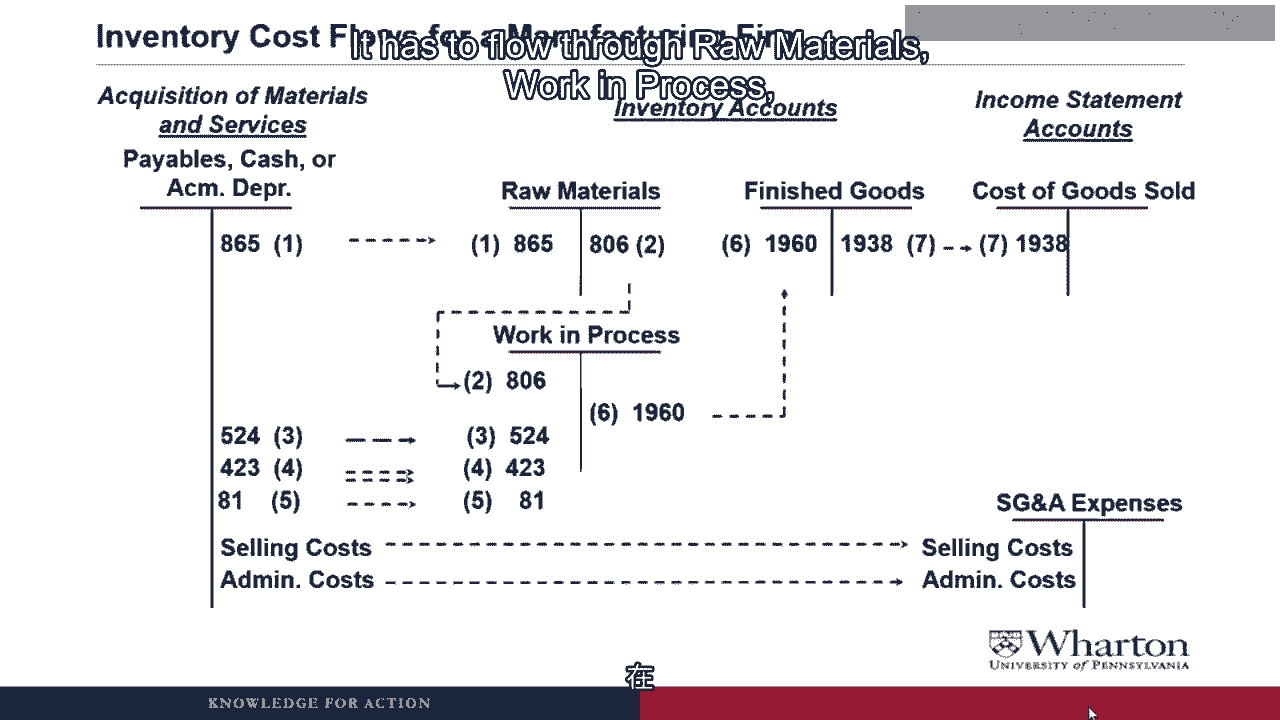 Inventory Cost Flows for a Manufacturing Firm
It has to flow through Raw Materials,
Work in Process,
Acquisition of Materials
and Services
Inventory Accounts
Income Statement
Accounts
Payables, Cash, or
Acm. Depr.
Raw Materials
Finished Goods
Cost of Goods Sold
865 (1)
(1) 865
806 (2)
(6) 1960
1938 (7)
(7) 1938
Work in Process
(2) 806
(6) 1960
524 (3)
(3) 524
423 (4)
(4) 423
81 (5)
(5) 81
SG&A Expenses
Selling Costs
Selling Costs
Admin. Costs
Admin. Costs
Wharton
UNIVERSITY of PENNSYLVANIA
在
KNOWLEDGE FOR ACTION